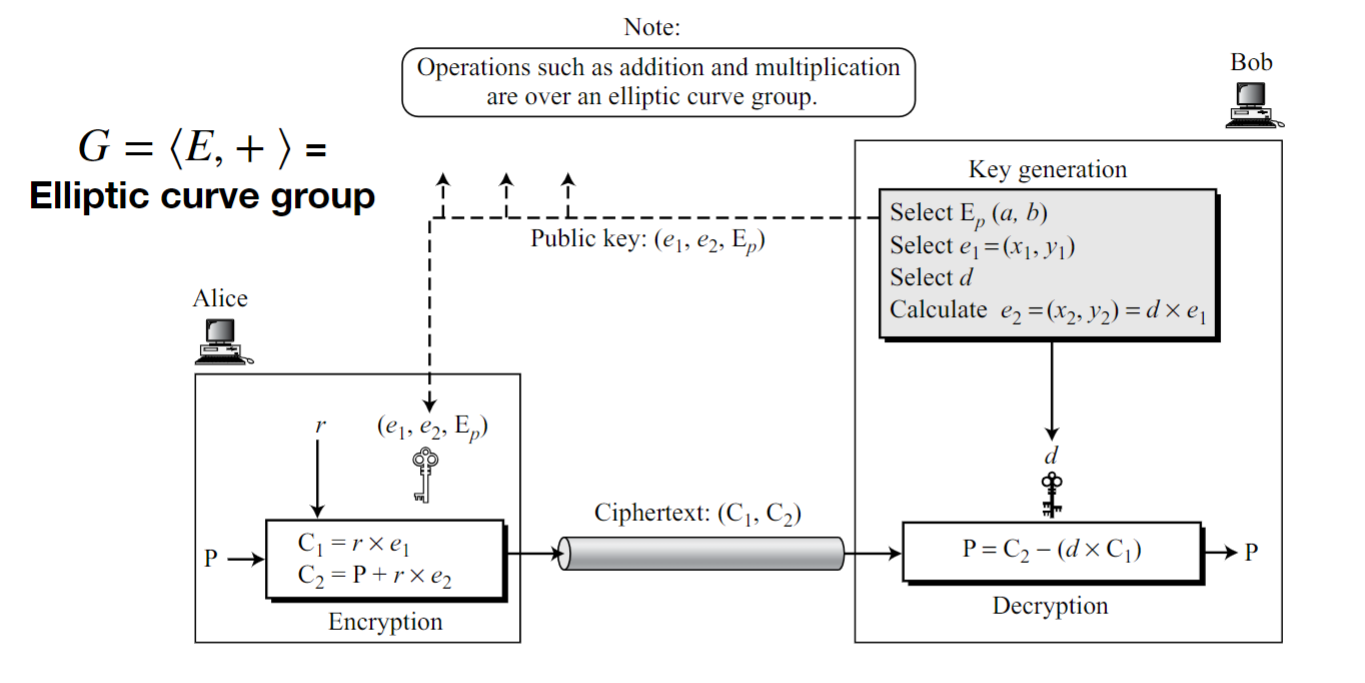 Note:
Operations such as addition and multiplication
are over an elliptic curve group.
Bob
G = ⟨E, + ⟩ =
Elliptic curve group
Key generation
Select Eₚ (a, b)
Select e₁=(x₁, y₁)
Select d
Calculate e₂ =(x₂, y₂) = d × e₁
Public key: (e₁, e₂, Eₚ)
Alice
r
(e₁, e₂, Eₚ)
d
Ciphertext: (C₁, C₂)
P
C₁ = r × e₁
C₂ = P + r × e₂
Encryption
P = C₂ − (d × C₁)
P
Decryption